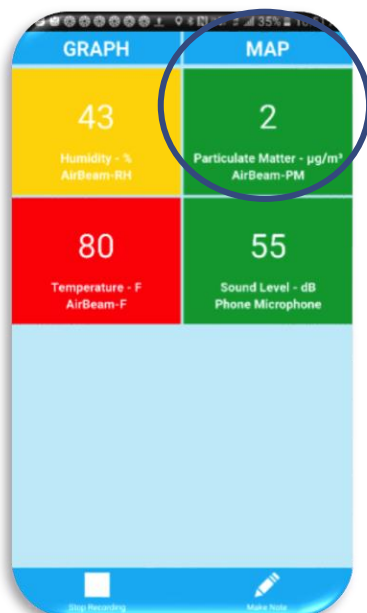 35%
GRAPH MAP
43
Humidity - %
AirBeam-RH
2
Particulate Matter - µg/m³
AirBeam-PM
80
Temperature - F
AirBeam-F
55
Sound Level - dB
Phone Microphone
Stop Recording
Make Note